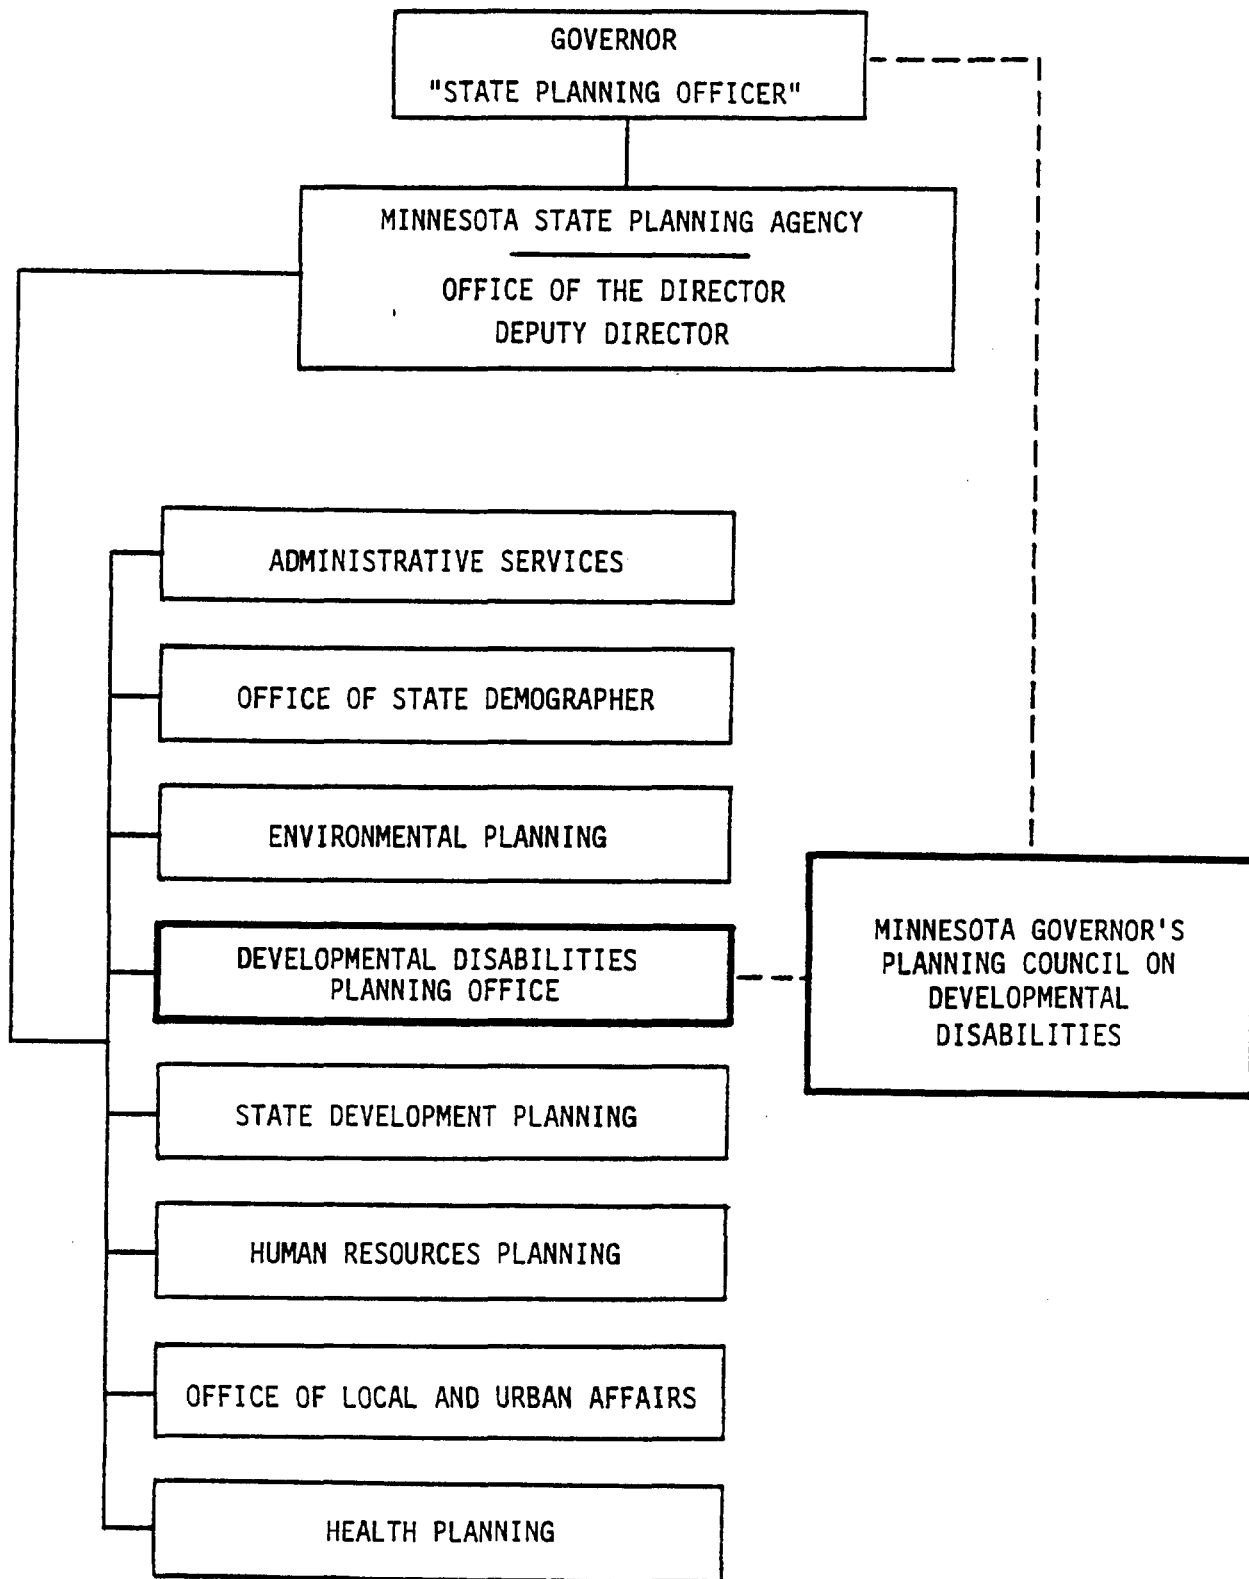 GOVERNOR
"STATE PLANNING OFFICER"
MINNESOTA STATE PLANNING AGENCY
OFFICE OF THE DIRECTOR
DEPUTY DIRECTOR
ADMINISTRATIVE SERVICES
OFFICE OF STATE DEMOGRAPHER
ENVIRONMENTAL PLANNING
DEVELOPMENTAL DISABILITIES
PLANNING OFFICE
MINNESOTA GOVERNOR'S
PLANNING COUNCIL ON
DEVELOPMENTAL
DISABILITIES
STATE DEVELOPMENT PLANNING
HUMAN RESOURCES PLANNING
OFFICE OF LOCAL AND URBAN AFFAIRS
HEALTH PLANNING